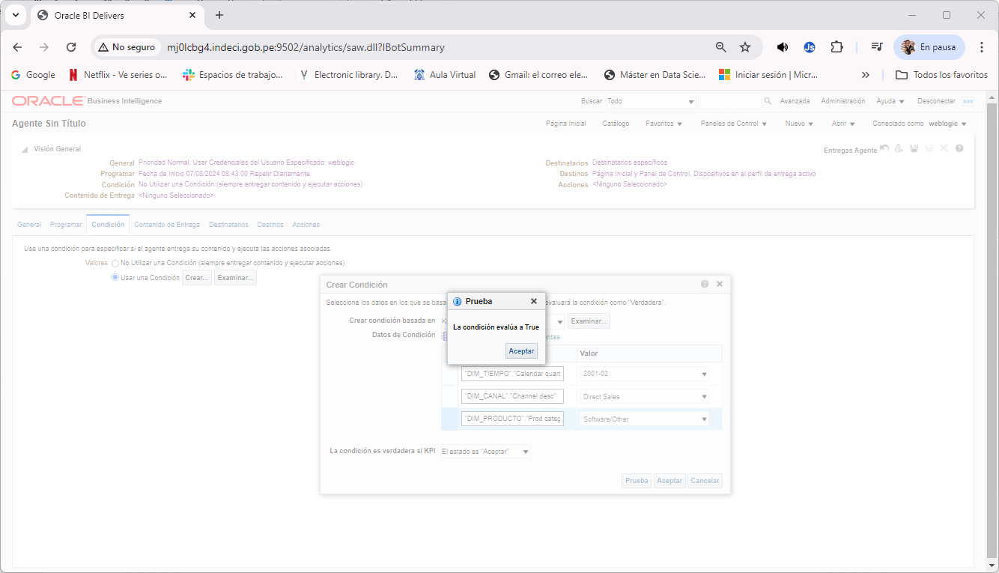 Oracle BI Delivers
No seguro mj0lcbg4.indeci.gob.pe:9502/analytics/saw.dll?IBotSummary
En pausa
Google Netflix - Ve series o... Espacios de trabajo... Electronic library. D... Aula Virtual Gmail: el correo ele... Máster en Data Scie... Iniciar sesión | Micr... Todos los favoritos
ORACLE Business Intelligence
Buscar Todo Avanzada Administración Ayuda Desconectar
Agente Sin Título
Página Inicial Catálogo Favoritos Paneles de Control Nuevo Abrir Conectado como weblogic
Visión General
Entregas Agente
General Prioridad Normal, Usar Credenciales del Usuario Especificado: weblogic
Programar Fecha de Inicio 07/08/2024 08:43:00 Repetir Diariamente
Condición No Utilizar una Condición (siempre entregar contenido y ejecutar acciones)
Contenido de Entrega <Ninguno Seleccionado>
Destinatarios Destinatarios específicos
Destinos Página Inicial y Panel de Control, Dispositivos en el perfil de entrega activo
Acciones <Ninguno Seleccionado>
General Programar Condición Contenido de Entrega Destinatarios Destinos Acciones
Use una condición para especificar si el agente entrega su contenido y ejecuta las acciones asociadas.
Valores No Utilizar una Condición (siempre entregar contenido y ejecutar acciones)
Usar una Condición Crear... Examinar...
Crear Condición
Seleccione los datos en los que se basa evaluará la condición como "Verdadera".
Crear condición basada en K Examinar...
Datos de Condición entas
Prueba
La condición evalúa a True
Aceptar
Valor
"DIM_TIEMPO"."Calendar quart 2001-02
"DIM_CANAL"."Channel desc" Direct Sales
"DIM_PRODUCTO"."Prod categ Software/Other
La condición es verdadera si KPI El estado es "Aceptar"
Prueba Aceptar Cancelar